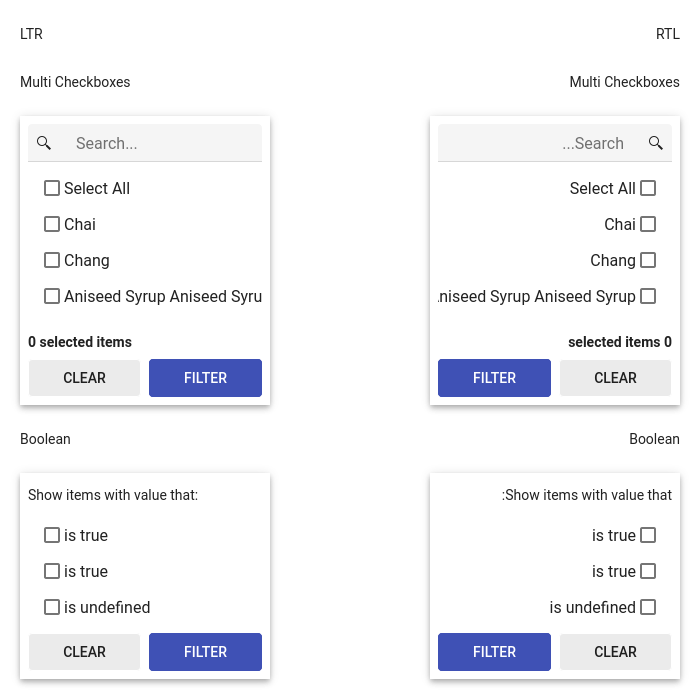 LTR
RTL
Multi Checkboxes
Multi Checkboxes
Search...
...Search
Select All
Select All
Chai
Chai
Chang
Chang
Aniseed Syrup Aniseed Syru
niseed Syrup Aniseed Syrup
0 selected items
selected items 0
CLEAR
FILTER
FILTER
CLEAR
Boolean
Boolean
Show items with value that:
:Show items with value that
is true
is true
is true
is true
is undefined
is undefined
CLEAR
FILTER
FILTER
CLEAR